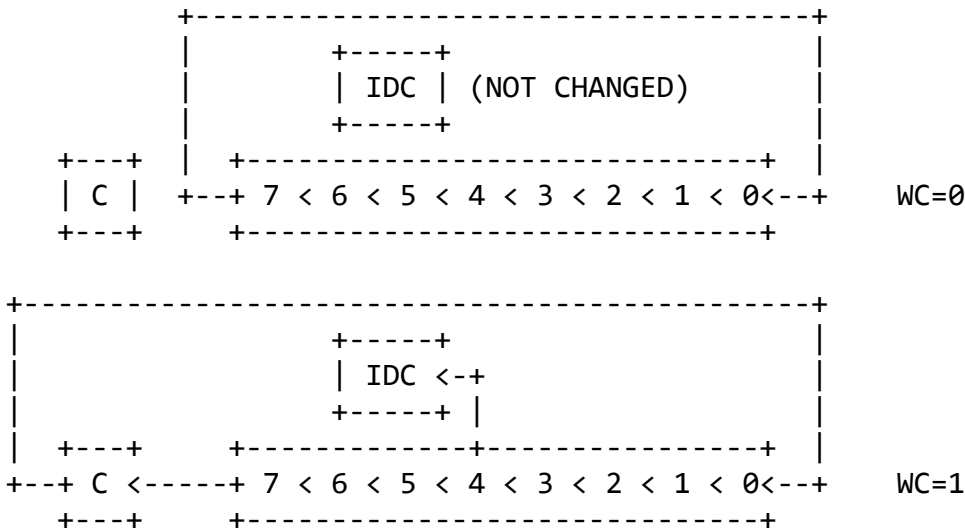 IDC (NOT CHANGED)
C 7 < 6 < 5 < 4 < 3 < 2 < 1 < 0< WC=0
IDC <
C < 7 < 6 < 5 < 4 < 3 < 2 < 1 < 0< WC=1